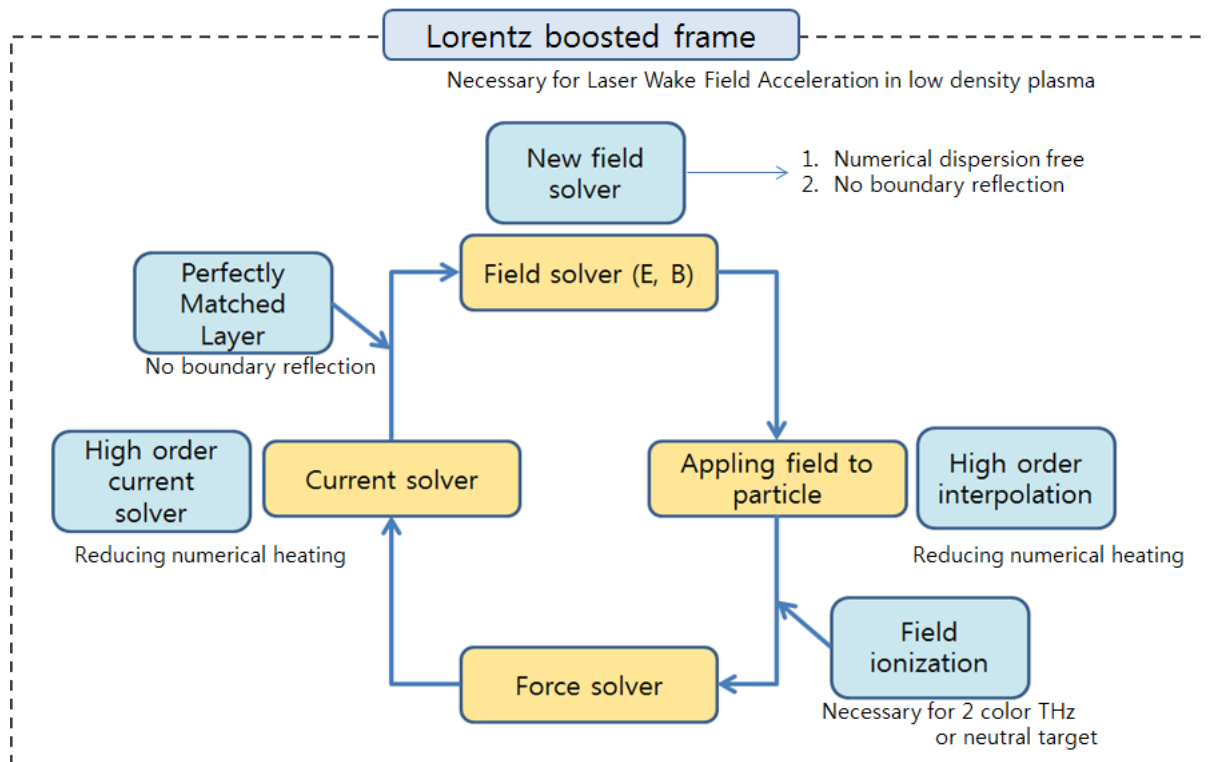 Lorentz boosted frame
Necessary for Laser Wake Field Acceleration in low density plasma
New field
solver
1. Numerical dispersion free
2. No boundary reflection
Field solver (E, B)
Perfectly
Matched
Layer
No boundary reflection
High order
current
solver
Reducing numerical heating
Current solver
Appling field to
particle
High order
interpolation
Reducing numerical heating
Field
ionization
Necessary for 2 color THz
or neutral target
Force solver